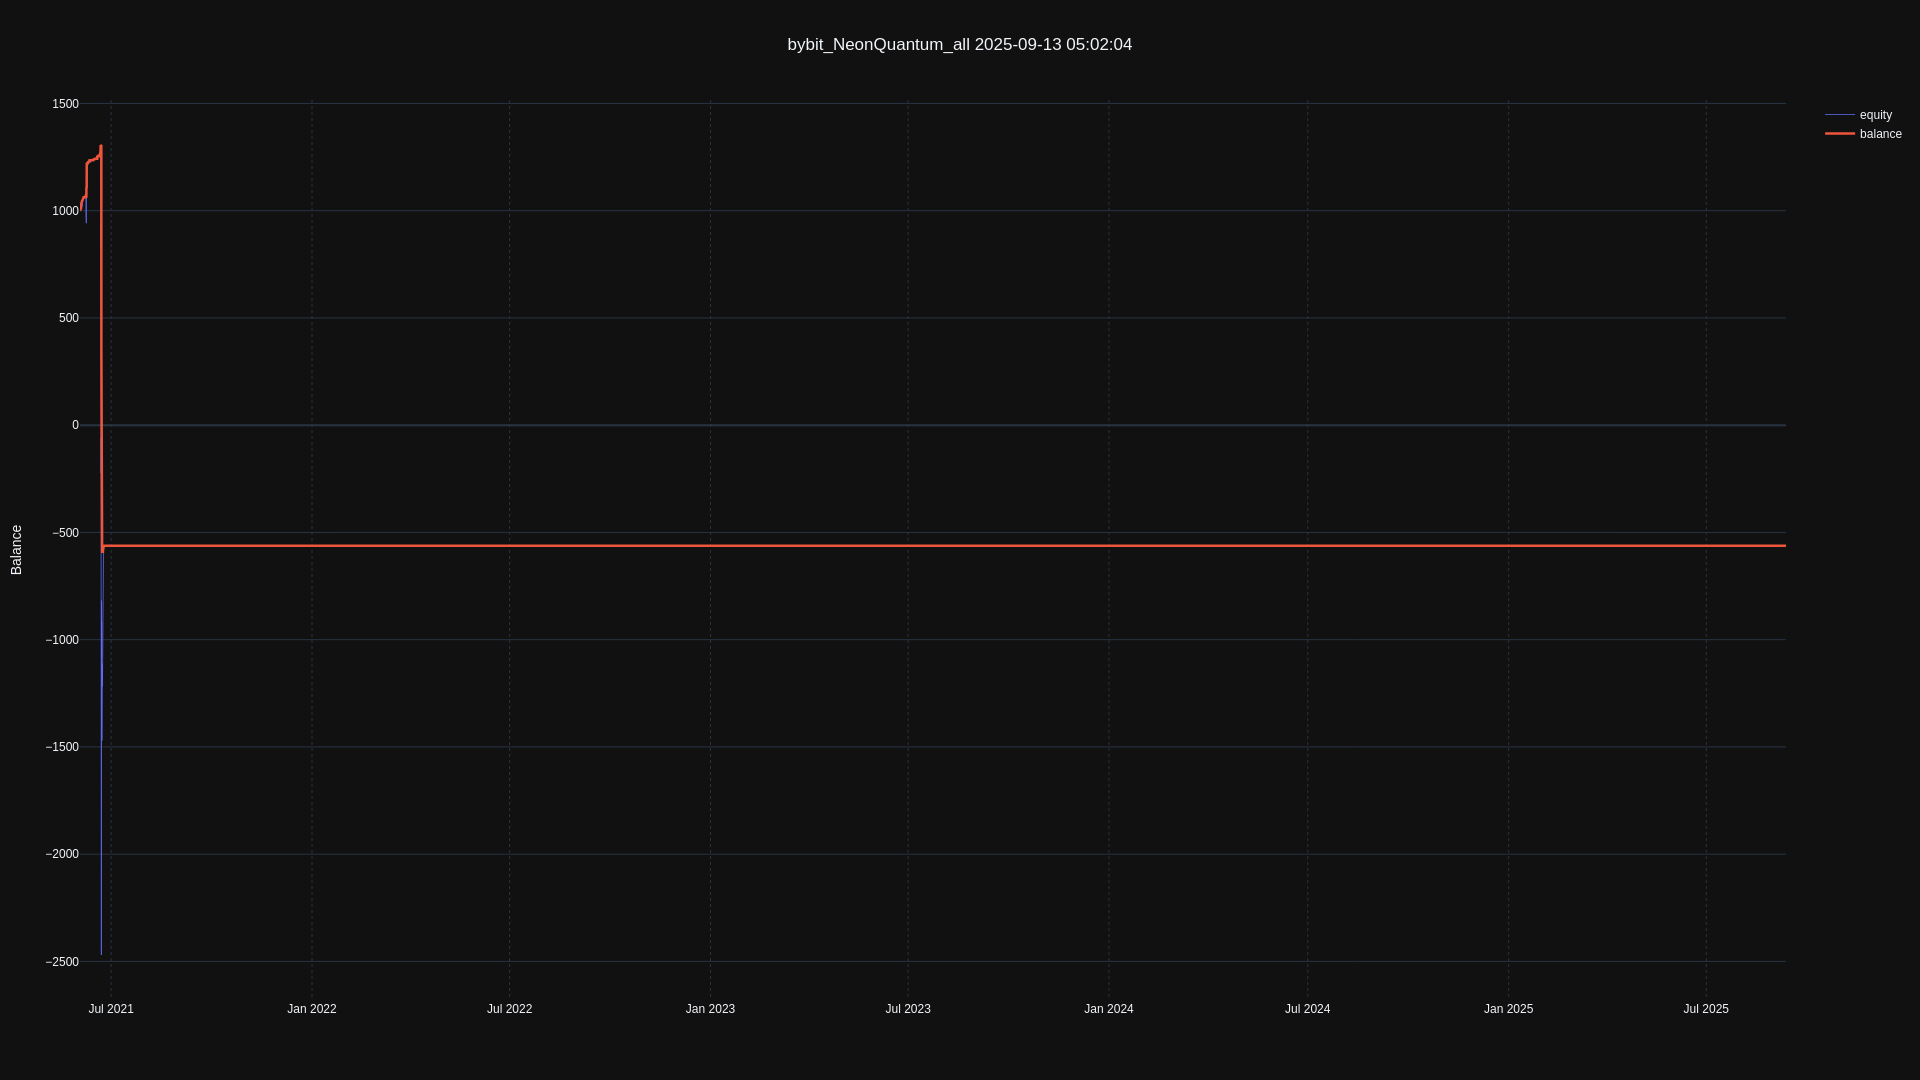 bybit_NeonQuantum_all 2025-09-13 05:02:04
equity
balance
1500
1000
500
0
−500
−1000
−1500
−2000
−2500
Balance
Jul 2021
Jan 2022
Jul 2022
Jan 2023
Jul 2023
Jan 2024
Jul 2024
Jan 2025
Jul 2025